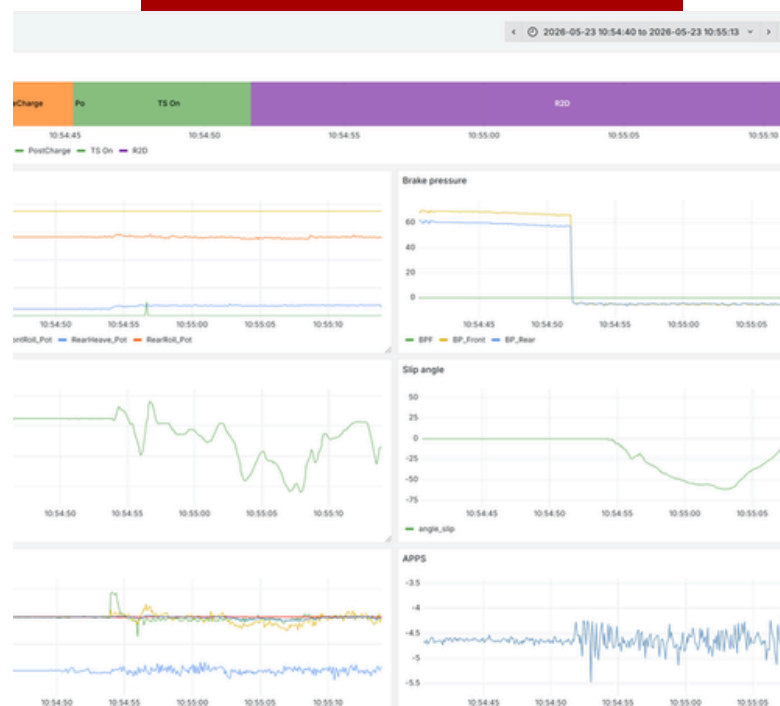 2026-05-23 10:54:40 to 2026-05-23 10:55:13
eCharge Po TS On R2D
10:54:45 10:54:50 10:54:55 10:55:00 10:55:05 10:55:10
PostCharge TS On R2D
10:54:50 10:54:55 10:55:00 10:55:05 10:55:10
ontRoll_Pot RearHeave_Pot RearRoll_Pot
Brake pressure
60
40
20
0
10:54:45 10:54:50 10:54:55 10:55:00 10:55:05
BPF BP_Front BP_Rear
10:54:50 10:54:55 10:55:00 10:55:05 10:55:10
Slip angle
50
25
0
-25
-50
-75
10:54:45 10:54:50 10:54:55 10:55:00 10:55:05
angle_slip
10:54:50 10:54:55 10:55:00 10:55:05 10:55:10
APPS
-3.5
-4
-4.5
-5
-5.5
10:54:45 10:54:50 10:54:55 10:55:00 10:55:05